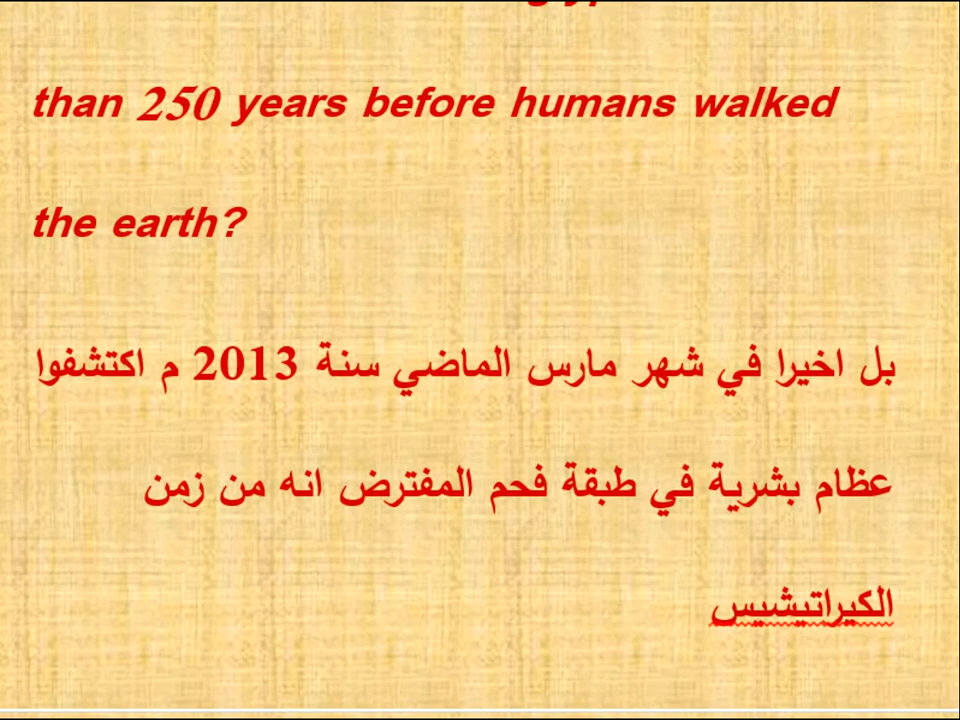 than 250 years before humans walked
the earth?
بل اخيرا في شهر مارس الماضي سنة 2013 م اكتشفوا
عظام بشرية في طبقة فحم المفترض انه من زمن
الكيراتيشيس